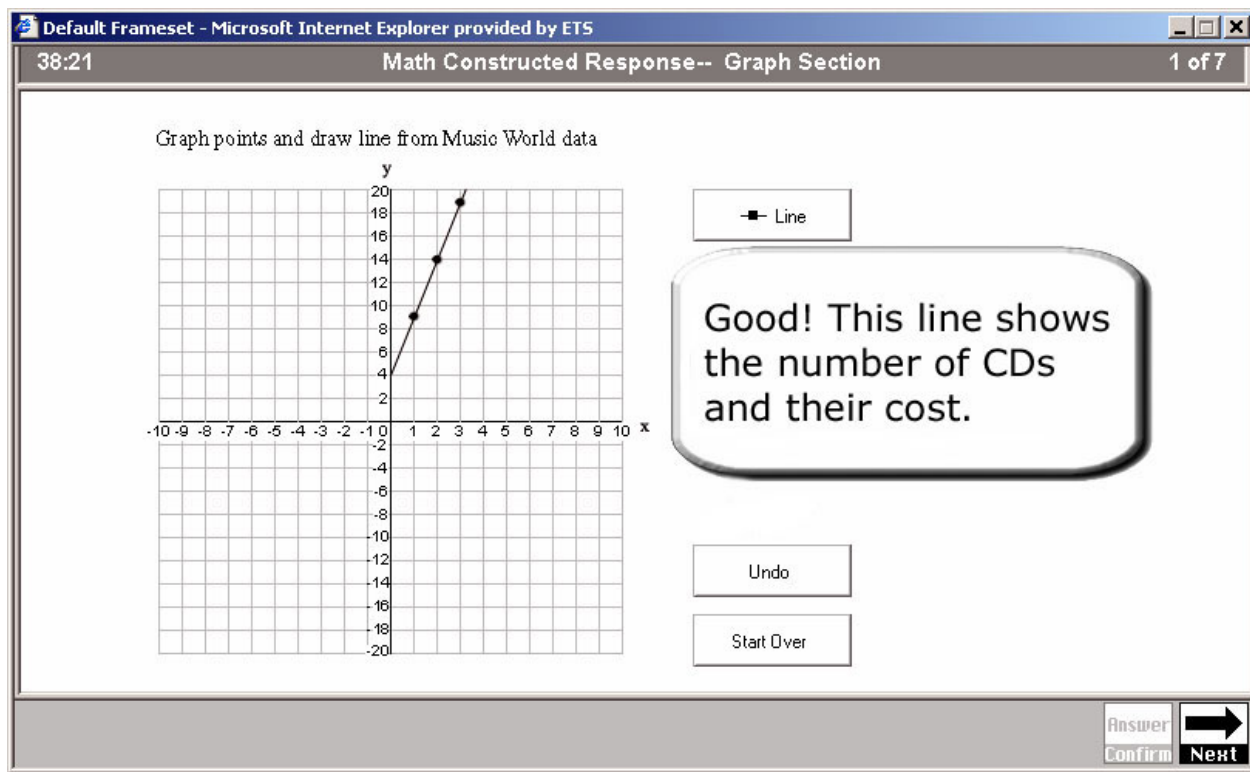 Default Frameset - Microsoft Internet Explorer provided by ETS
38:21 Math Constructed Response-- Graph Section 1 of 7
Graph points and draw line from Music World data
y
20
18
16
14
12
10
8
6
4
2
-10 -9 -8 -7 -6 -5 -4 -3 -2 -1 0 1 2 3 4 5 6 7 8 9 10 x
-2
-4
-6
-8
-10
-12
-14
-16
-18
-20
Line
Good! This line shows
the number of CDs
and their cost.
Undo
Start Over
Answer
Confirm
Next